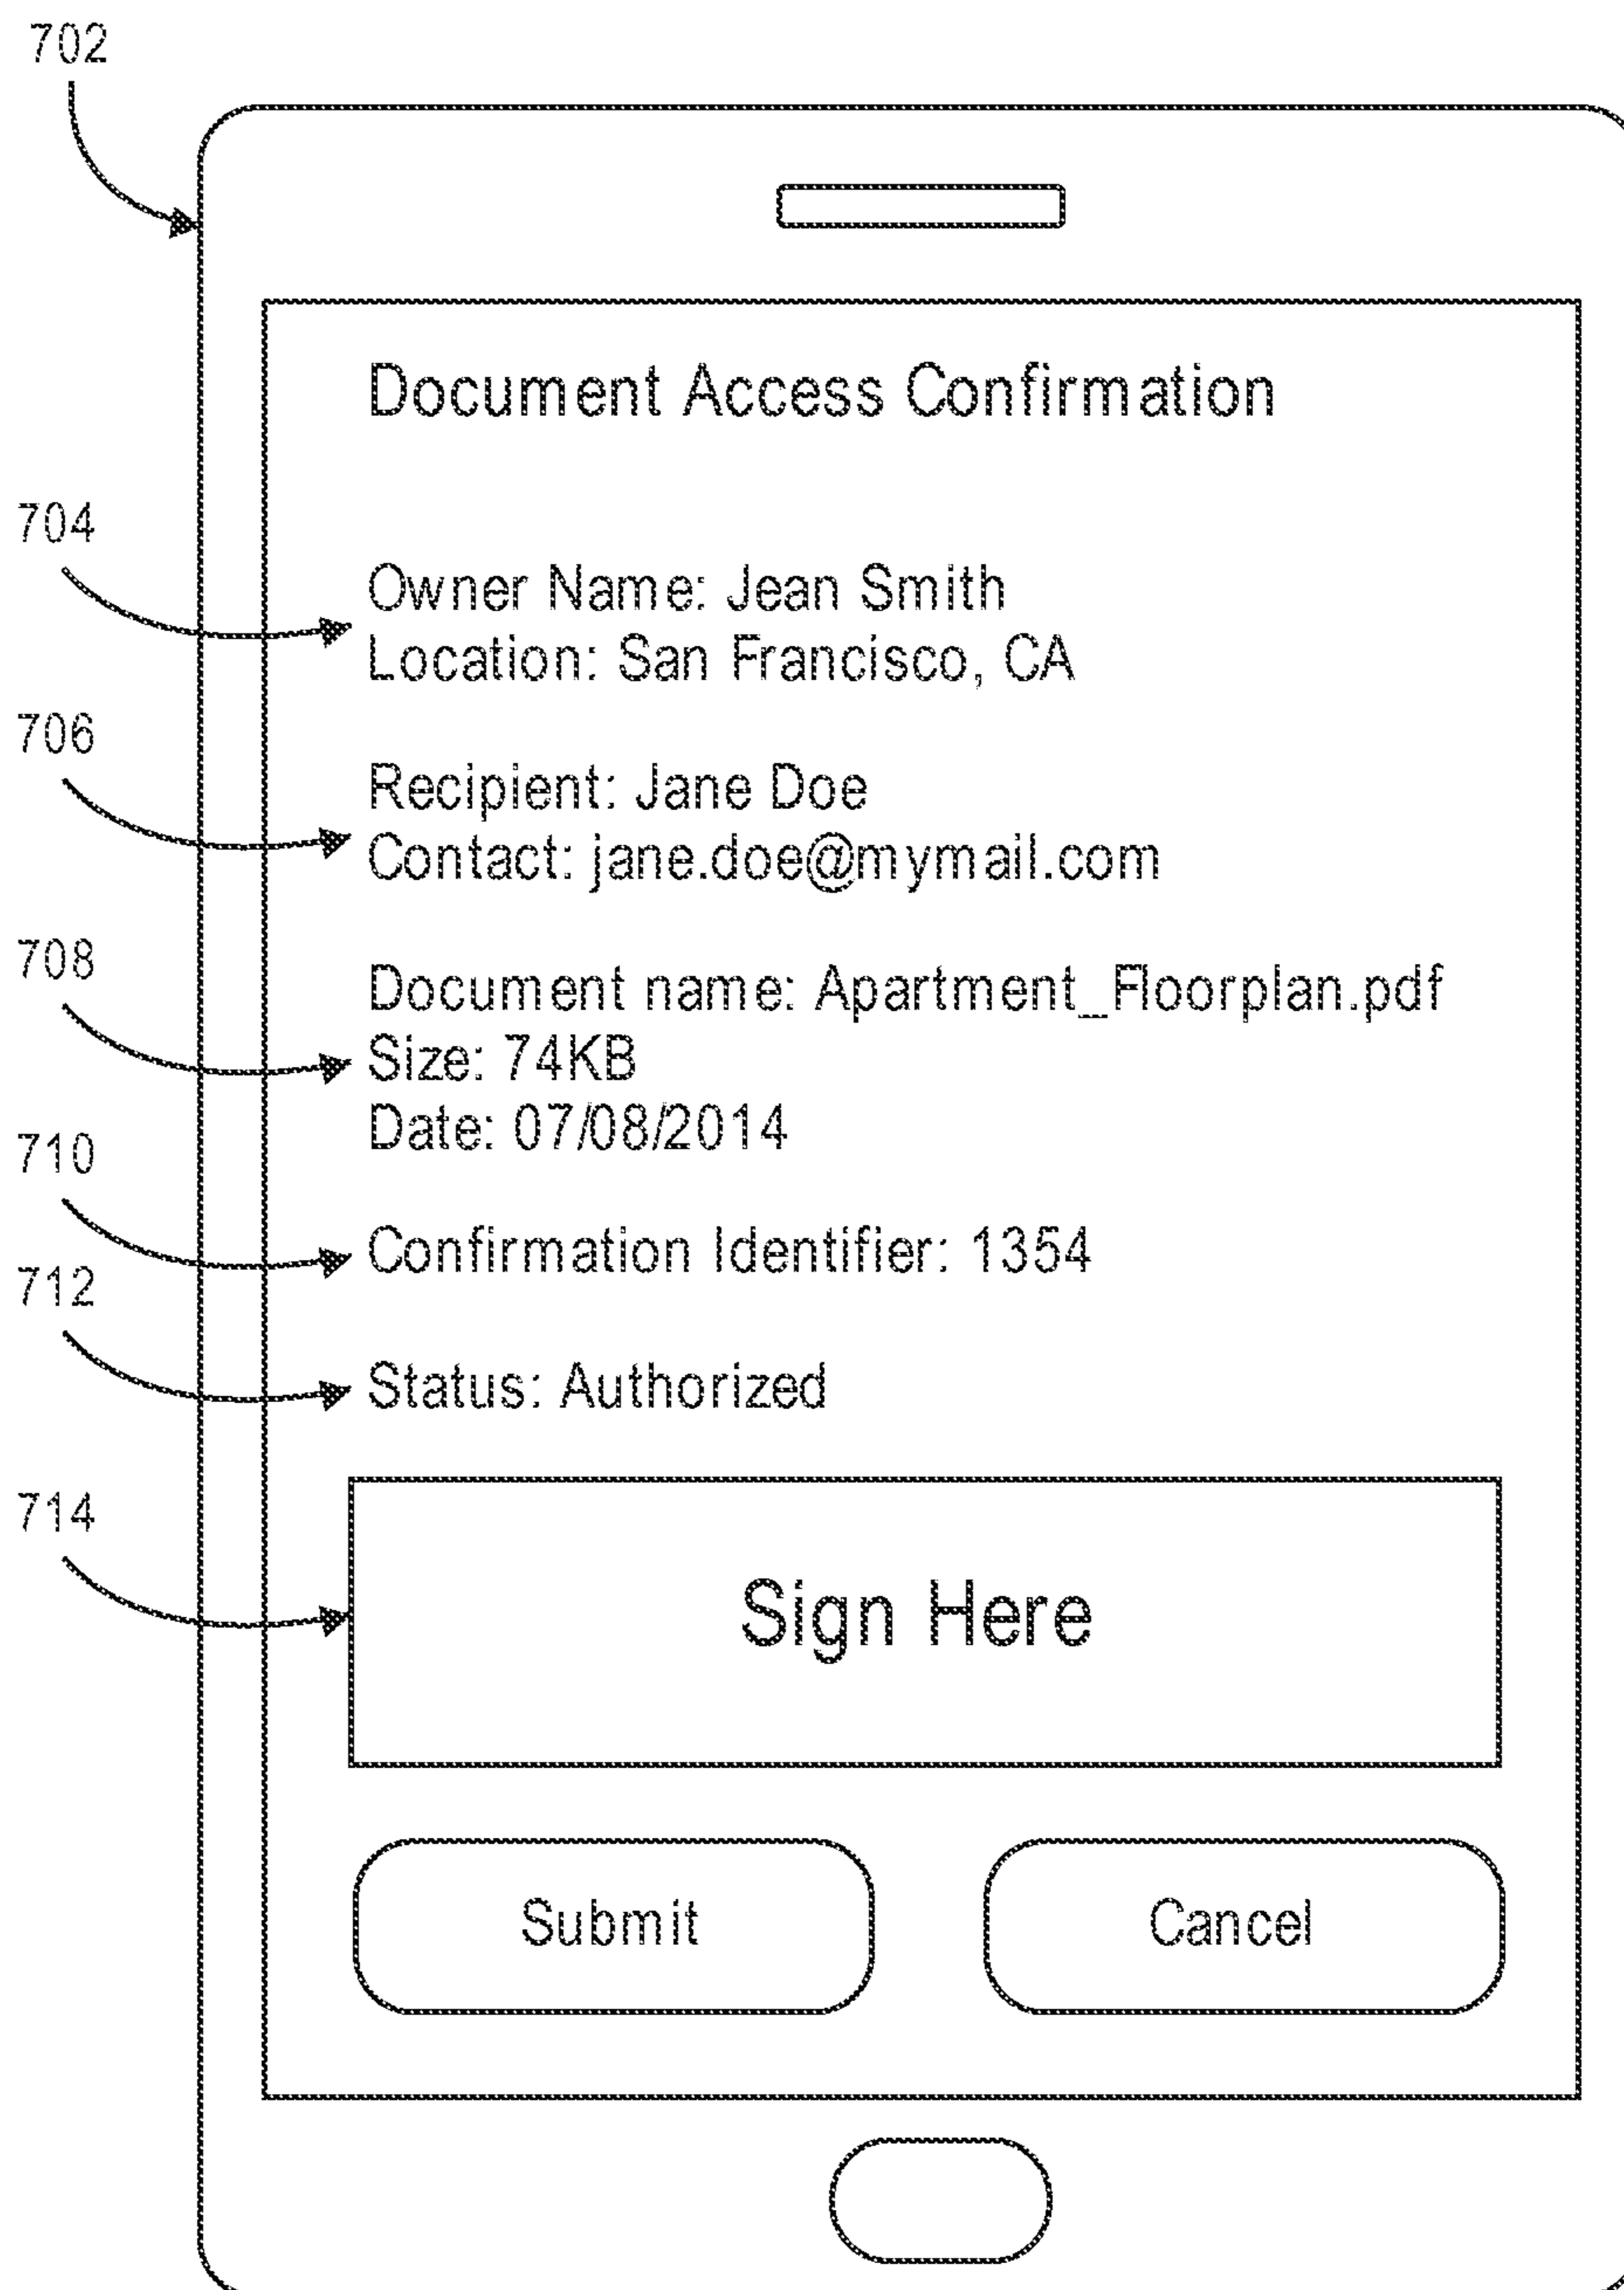 702
Document Access Confirmation
704
Owner Name: Jean Smith
Location: San Francisco, CA
706
Recipient: Jane Doe
Contact: jane.doe@mymail.com
708
Document name: Apartment_Floorplan.pdf
Size: 74KB
Date: 07/08/2014
710
Confirmation Identifier: 1354
712
Status: Authorized
714
Sign Here
Submit
Cancel